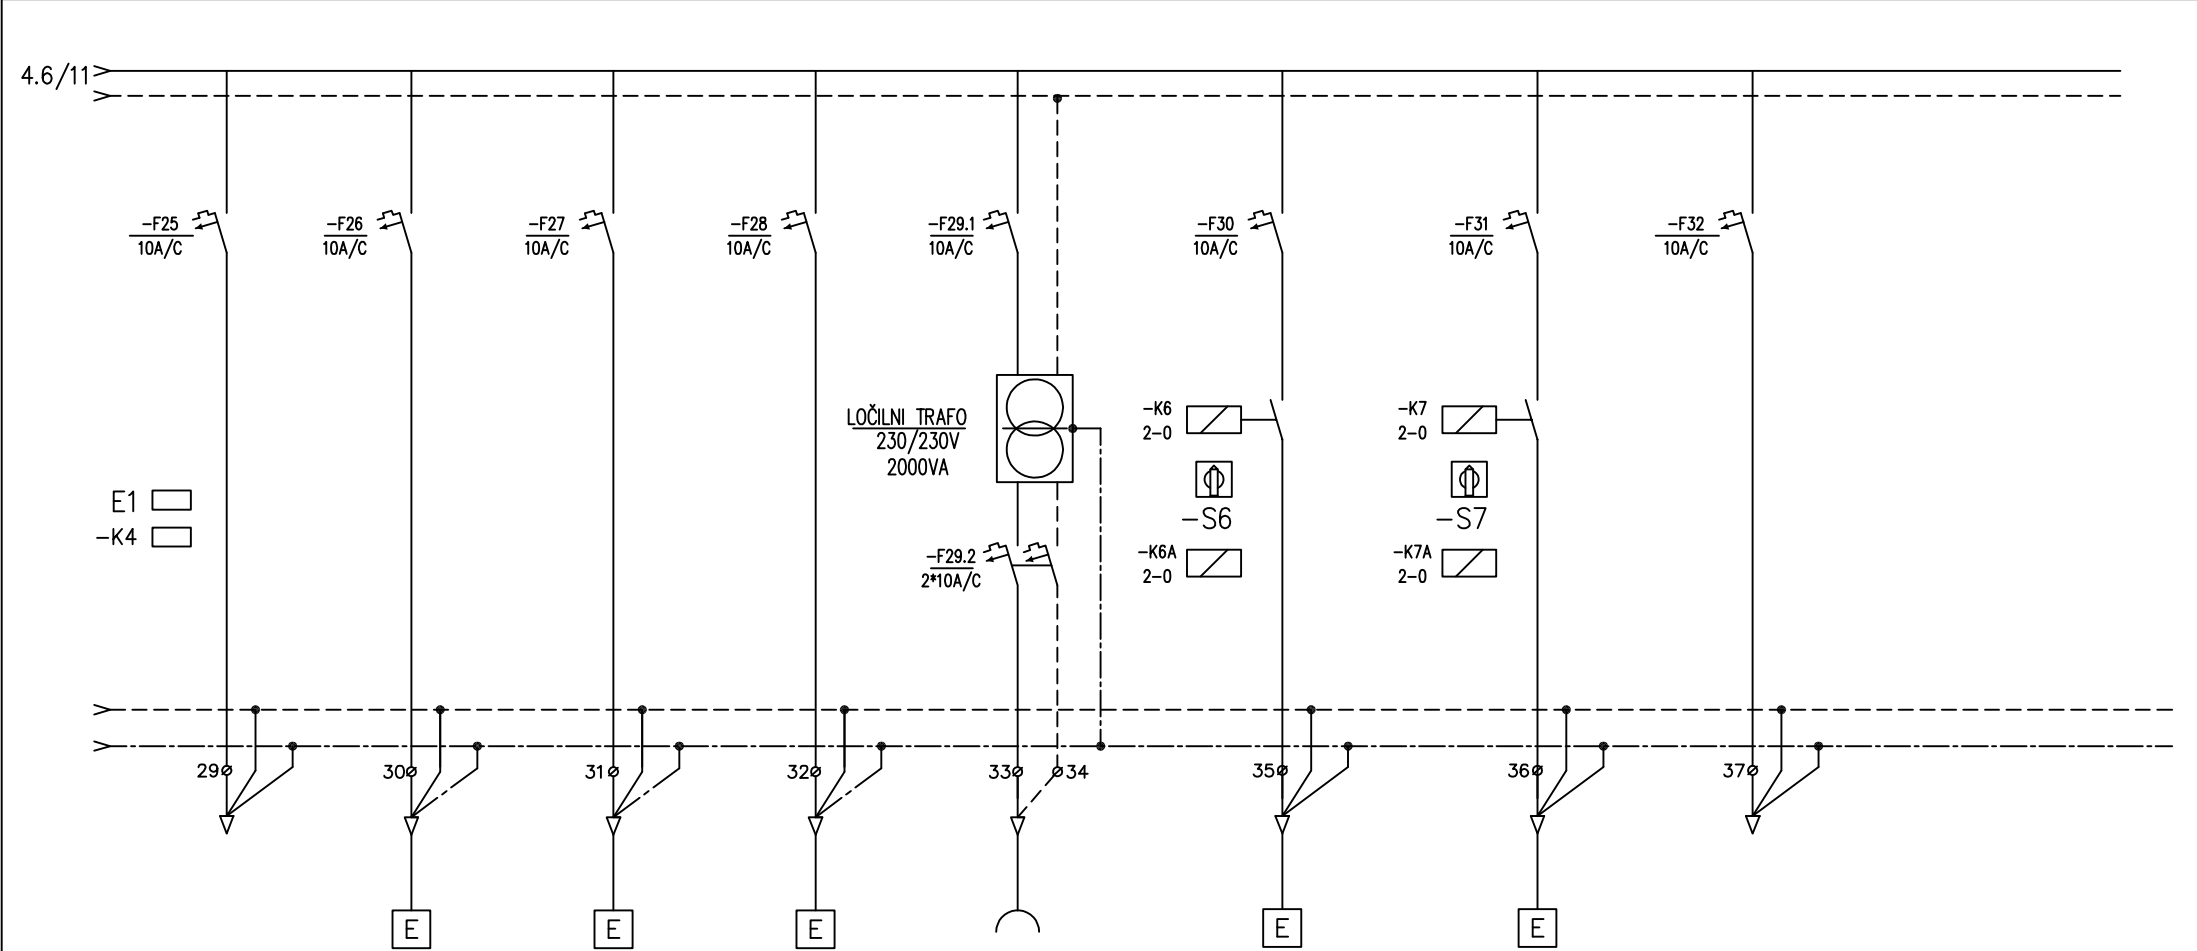 4.6/11
-F25
10A/C
-F26
10A/C
-F27
10A/C
-F28
10A/C
-F29.1
10A/C
-F30
10A/C
-F31
10A/C
-F32
10A/C
LOČILNI TRAFO
230/230V
2000VA
-K6
2-0
-K7
2-0
E1
-K4
-S6
-S7
-F29.2
2*10A/C
-K6A
2-0
-K7A
2-0
29
30
31
32
33
34
35
36
37
E
E
E
E
E